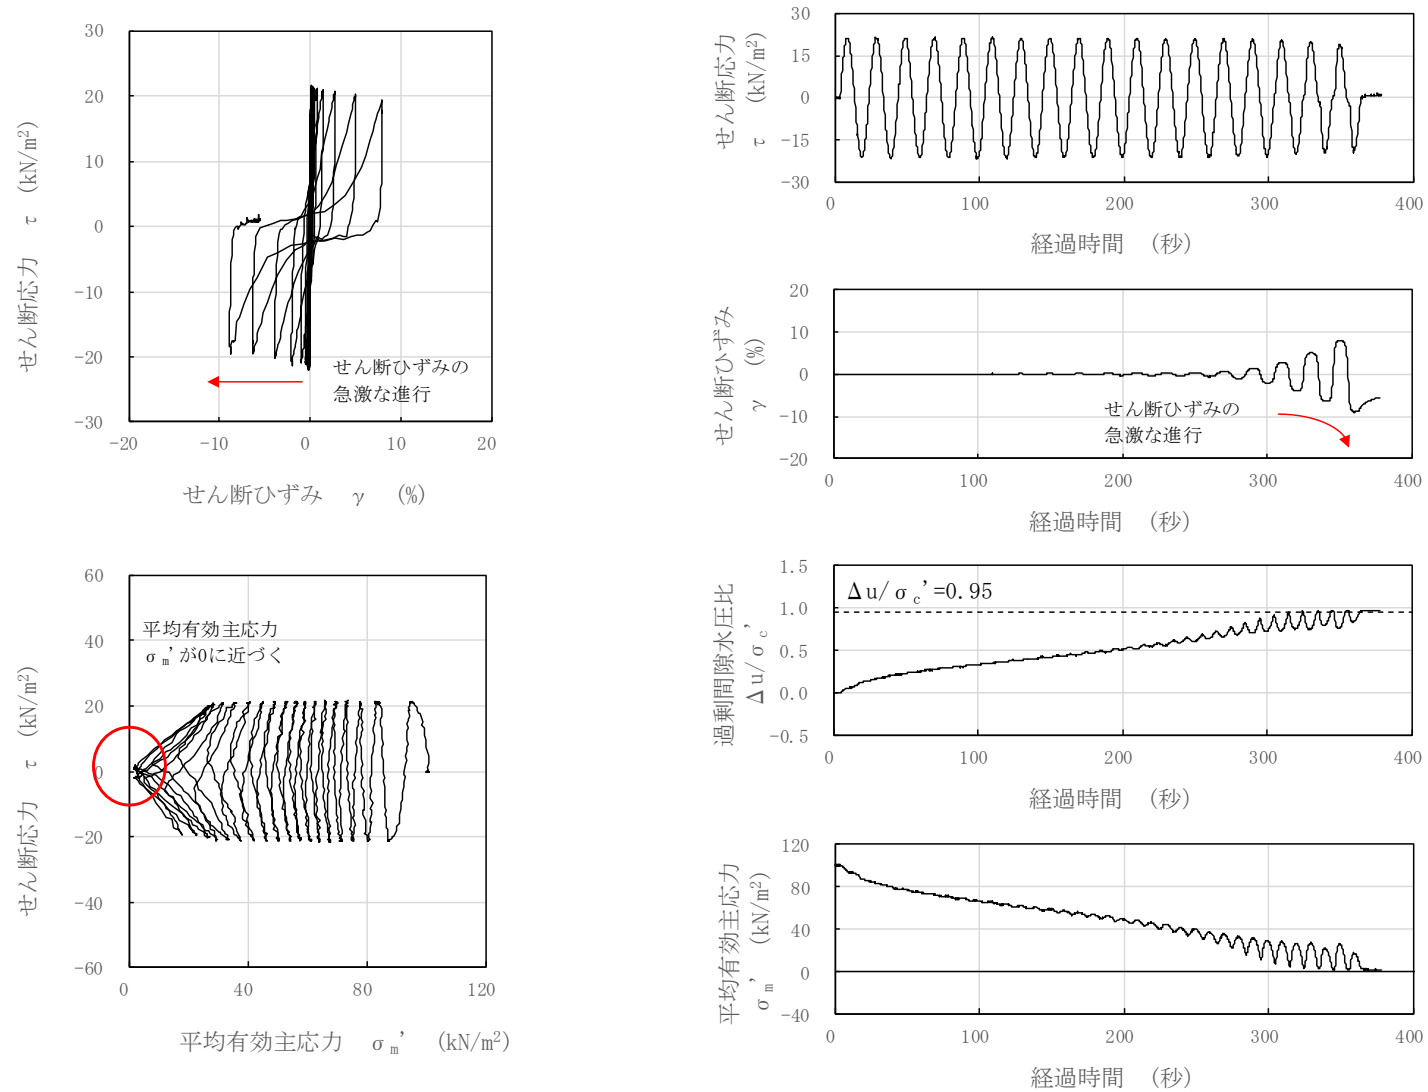 せん断応力 τ (kN/m²)
30
20
10
0
-10
-20
-30
-20
-10
0
10
20
せん断ひずみの
急激な進行
せん断ひずみ γ (%)
せん断応力
τ (kN/m²)
30
15
0
-15
-30
0
100
200
300
400
経過時間 (秒)
せん断ひずみ
γ (%)
20
10
0
-10
-20
せん断ひずみの
急激な進行
0
100
200
300
400
経過時間 (秒)
せん断応力 τ (kN/m²)
60
40
20
0
-20
-40
-60
平均有効主応力
σm'が0に近づく
0
40
80
120
平均有効主応力 σm' (kN/m²)
過剰間隙水圧比
Δu/σc'
1.5
1.0
0.5
0.0
-0.5
Δu/σc'=0.95
0
100
200
300
400
経過時間 (秒)
平均有効主応力
σm' (kN/m²)
120
80
40
0
-40
0
100
200
300
400
経過時間 (秒)